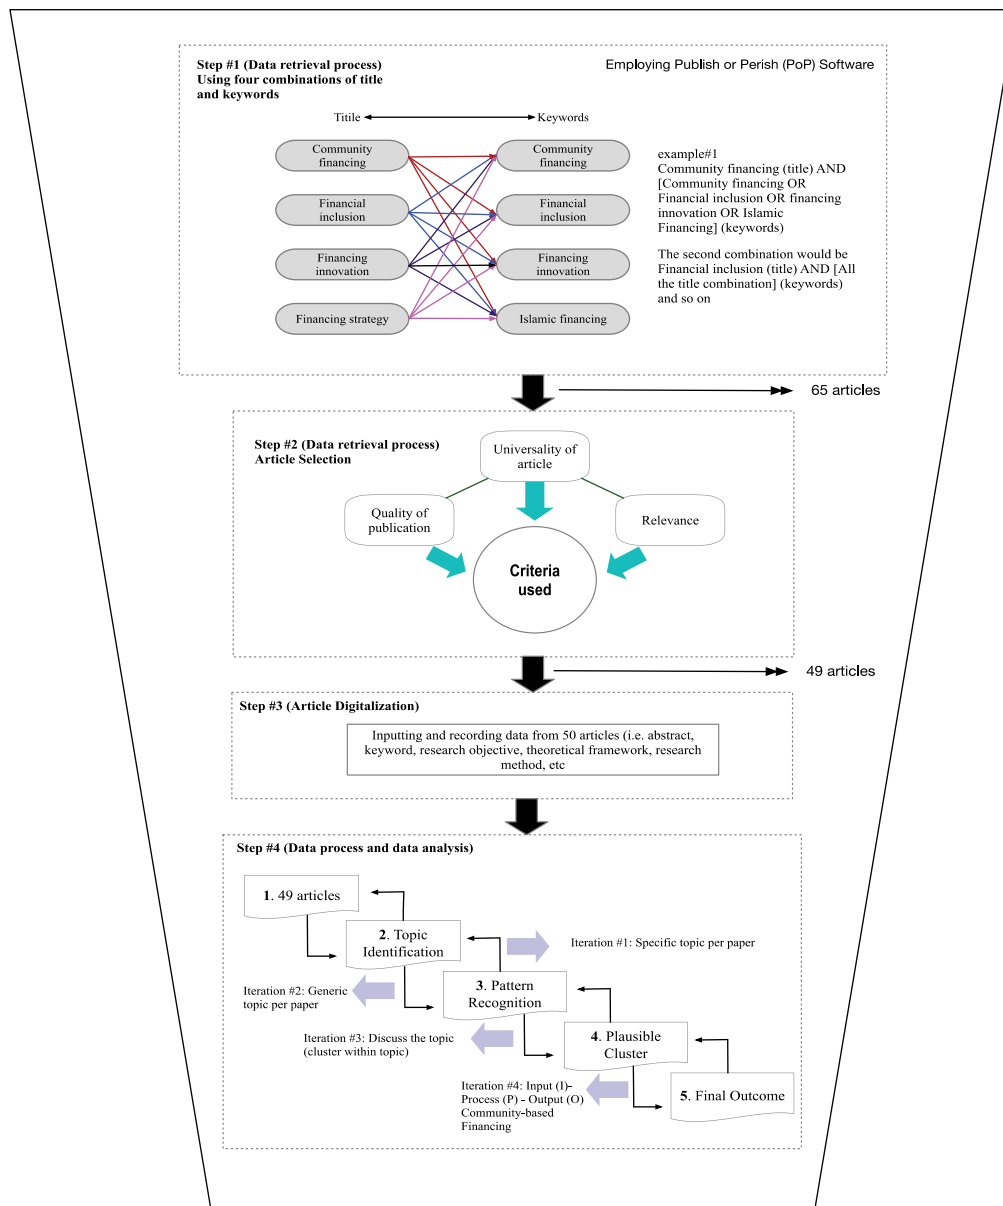 Step #1 (Data retrieval process)
Using four combinations of title
and keywords
Employing Publish or Perish (PoP) Software
Titile
Keywords
Community
financing
Community
financing
Financial
inclusion
Financial
inclusion
Financing
innovation
Financing
innovation
Financing strategy
Islamic financing
example#1
Community financing (title) AND
[Community financing OR
Financial inclusion OR financing
innovation OR Islamic
Financing] (keywords)
The second combination would be
Financial inclusion (title) AND [All
the title combination] (keywords)
and so on
65 articles
Step #2 (Data retrieval process)
Article Selection
Universality of
article
Quality of
publication
Relevance
Criteria
used
49 articles
Step #3 (Article Digitalization)
Inputting and recording data from 50 articles (i.e. abstract,
keyword, research objective, theoretical framework, research
method, etc
Step #4 (Data process and data analysis)
1. 49 articles
2. Topic
Identification
Iteration #1: Specific topic per paper
Iteration #2: Generic
topic per paper
3. Pattern
Recognition
Iteration #3: Discuss the topic
(cluster within topic)
4. Plausible
Cluster
Iteration #4: Input (I)-
Process (P) - Output (O)
Community-based
Financing
5. Final Outcome